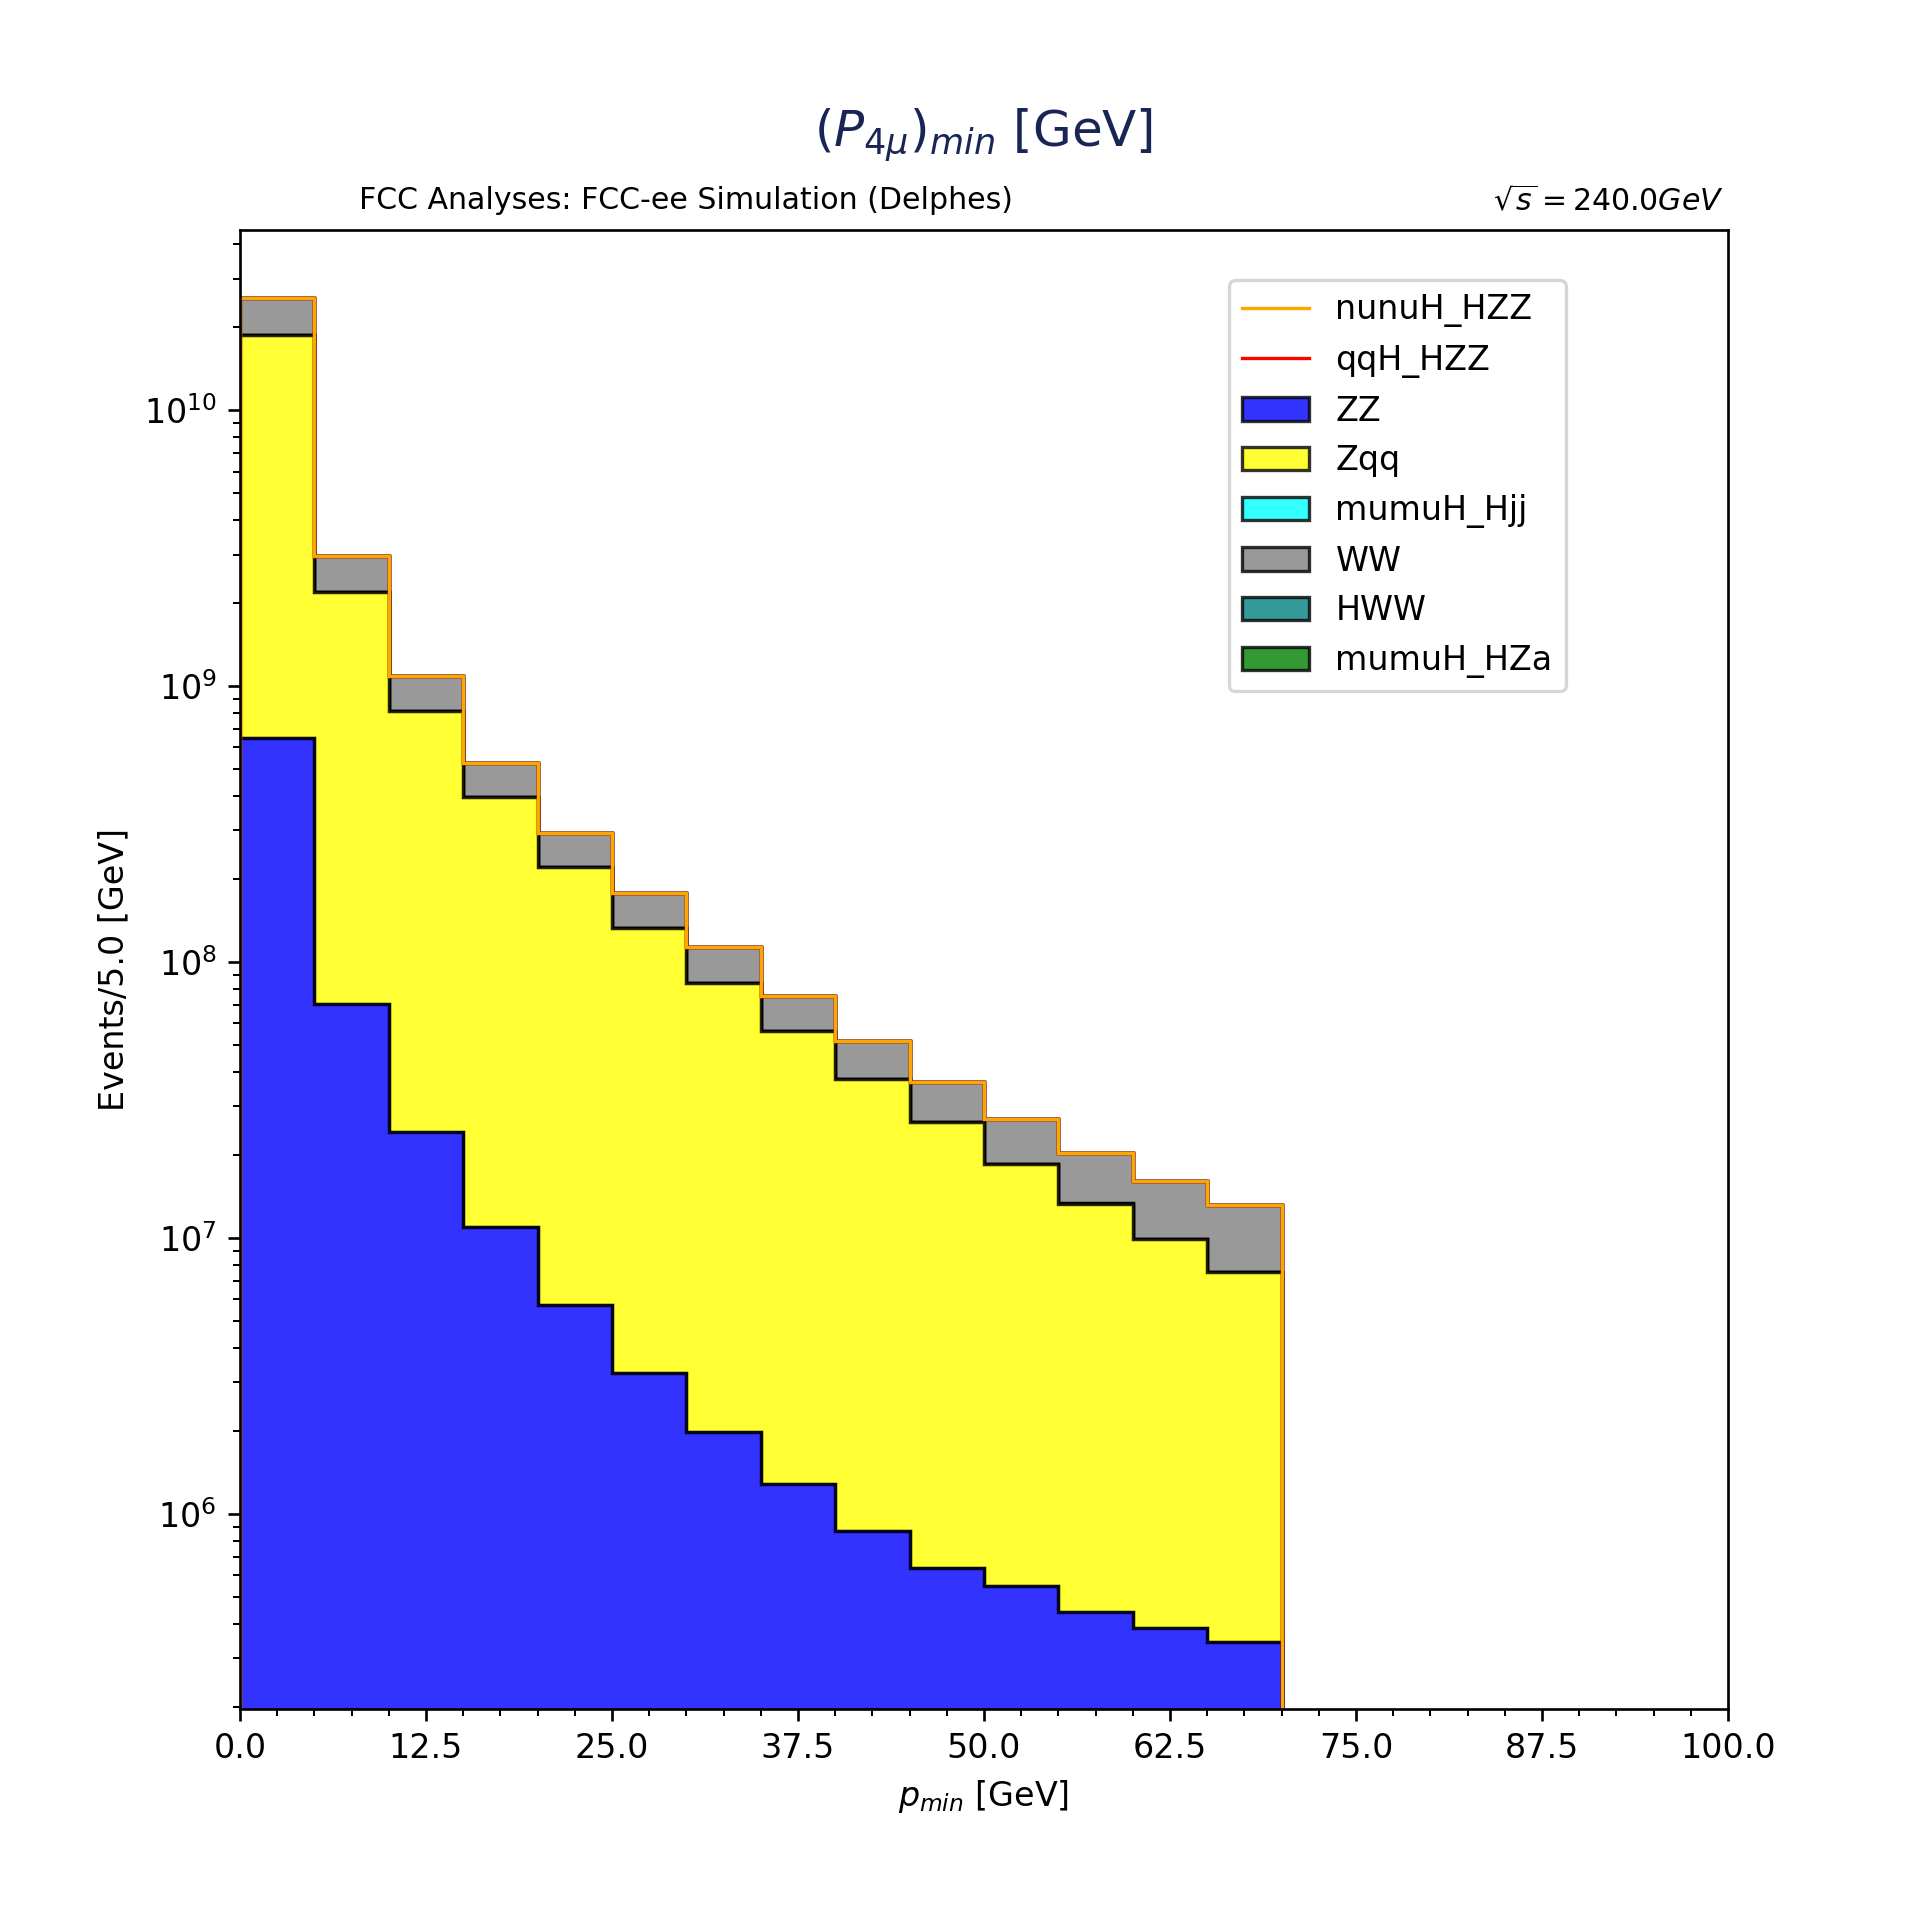 (P4μ)min [GeV]
FCC Analyses: FCC-ee Simulation (Delphes)
√s = 240.0GeV
nunuH_HZZ
qqH_HZZ
ZZ
Zqq
mumuH_Hjj
WW
HWW
mumuH_HZa
10^10
10^9
10^8
10^7
10^6
Events/5.0 [GeV]
0.0 12.5 25.0 37.5 50.0 62.5 75.0 87.5 100.0
pmin [GeV]